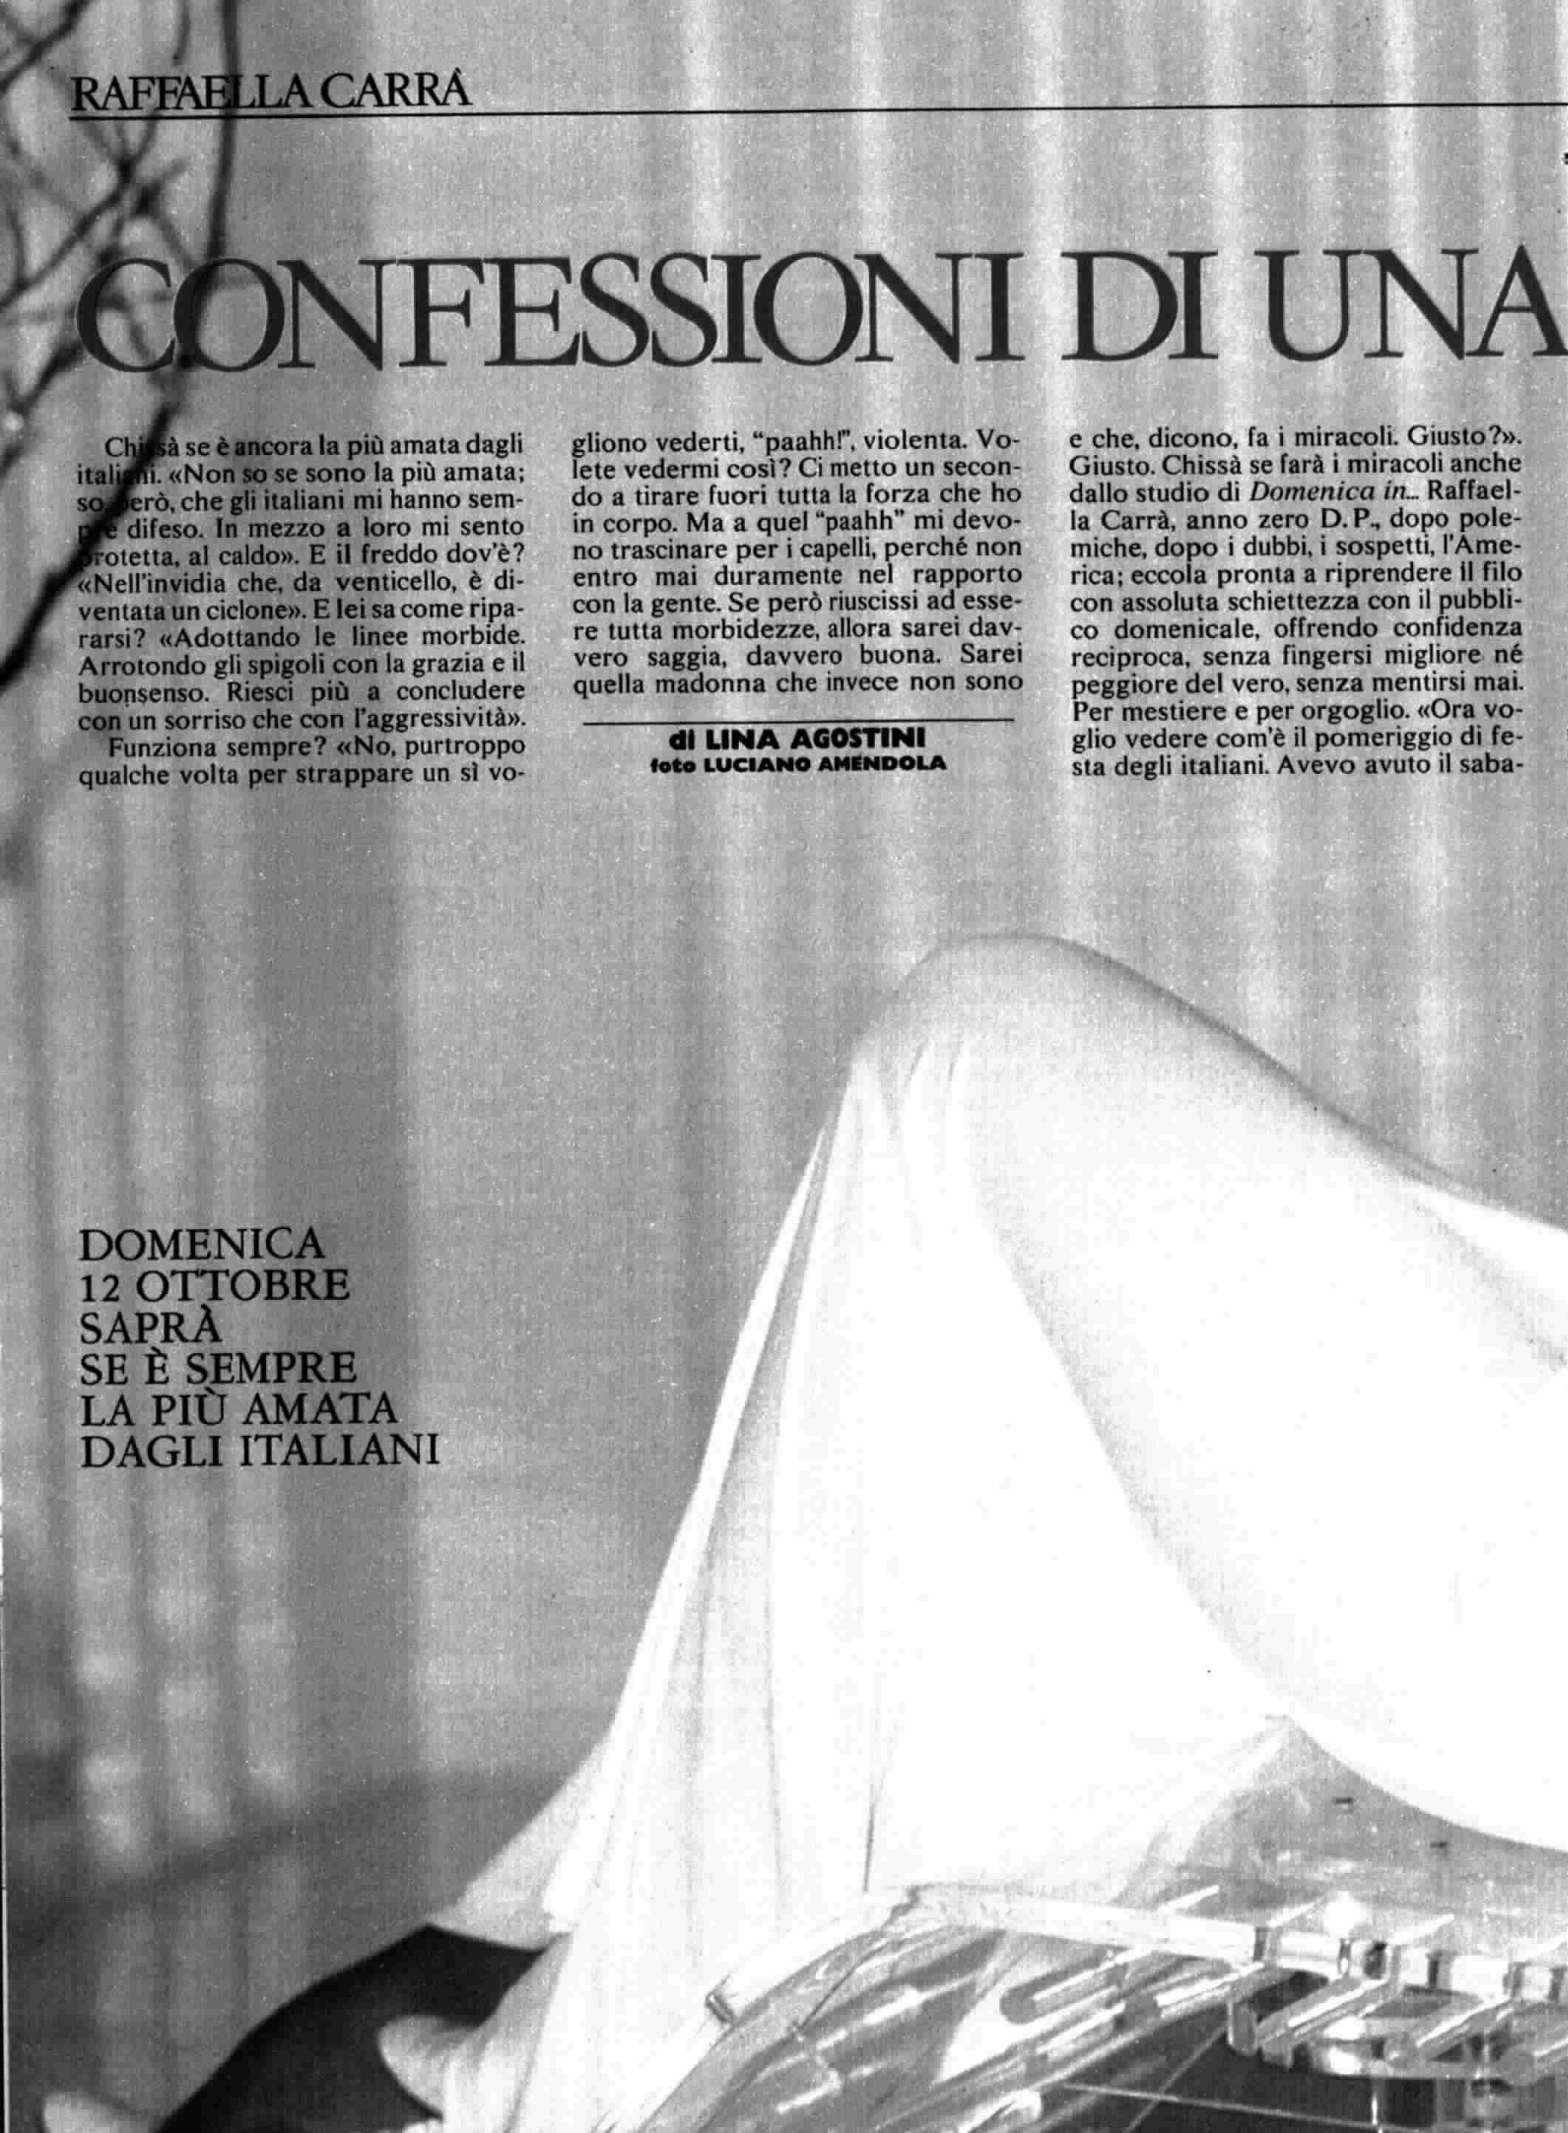 RAFFAELLA CARRÀ
CONFESSIONI DI UNA
Chissà se è ancora la più amata dagli
italiani. «Non so se sono la più amata;
so, però, che gli italiani mi hanno sem-
pre difeso. In mezzo a loro mi sento
protetta, al caldo». E il freddo dov'è?
«Nell'invidia che, da venticello, è di-
ventata un ciclone». E lei sa come ripa-
rarsi? «Adottando le linee morbide.
Arrotondo gli spigoli con la grazia e il
buonsenso. Riesci più a concludere
con un sorriso che con l'aggressività».
Funziona sempre? «No, purtroppo
qualche volta per strappare un sì vo-
gliono vederti, “paahh!”, violenta. Vo-
lete vedermi così? Ci metto un secon-
do a tirare fuori tutta la forza che ho
in corpo. Ma a quel “paahh” mi devo-
no trascinare per i capelli, perché non
entro mai duramente nel rapporto
con la gente. Se però riuscissi ad esse-
re tutta morbidezze, allora sarei dav-
vero saggia, davvero buona. Sarei
quella madonna che invece non sono
di LINA AGOSTINI
foto LUCIANO AMENDOLA
e che, dicono, fa i miracoli. Giusto?».
Giusto. Chissà se farà i miracoli anche
dallo studio di Domenica in... Raffael-
la Carrà, anno zero D.P., dopo pole-
miche, dopo i dubbi, i sospetti, l'Ame-
rica; eccola pronta a riprendere il filo
con assoluta schiettezza con il pubbli-
co domenicale, offrendo confidenza
reciproca, senza fingersi migliore né
peggiore del vero, senza mentirsi mai.
Per mestiere e per orgoglio. «Ora vo-
glio vedere com'è il pomeriggio di fe-
sta degli italiani. Avevo avuto il saba-
DOMENICA
12 OTTOBRE
SAPRÀ
SE È SEMPRE
LA PIÙ AMATA
DAGLI ITALIANI